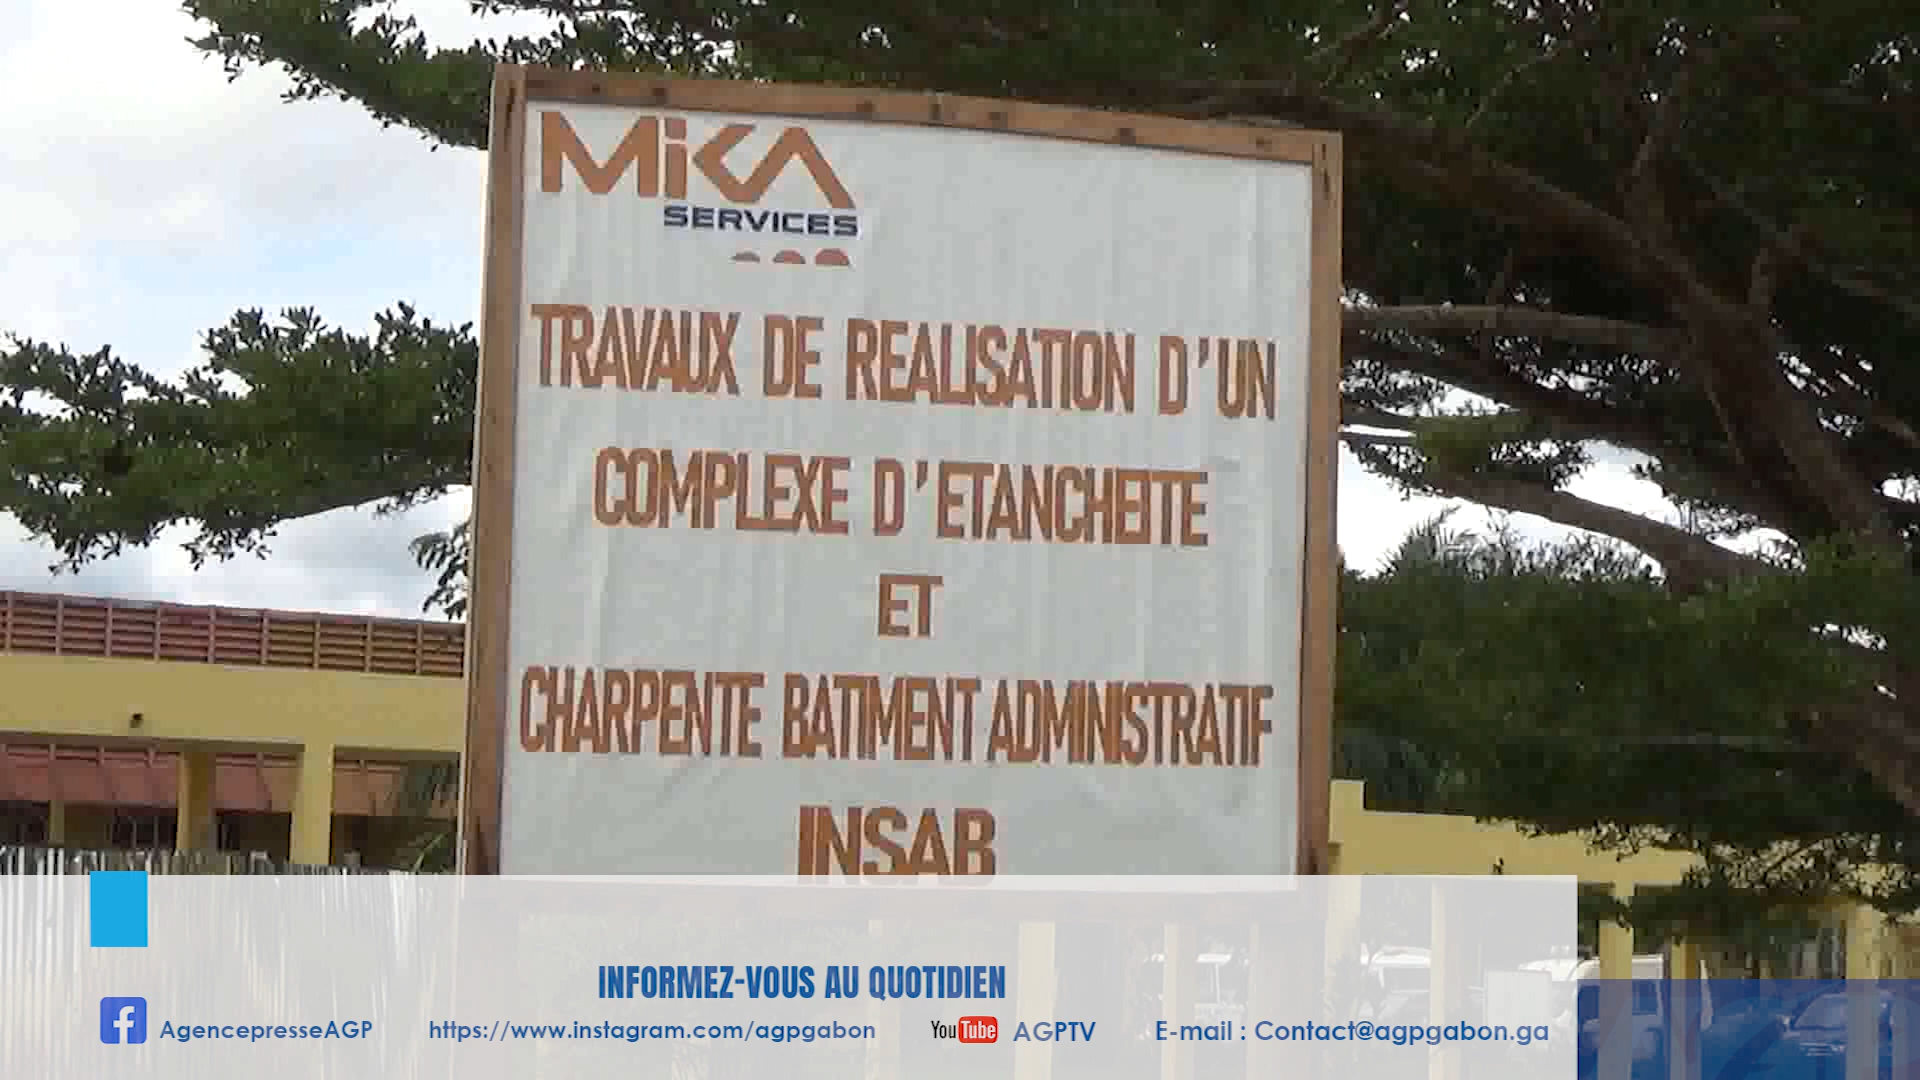 MiKA
SERVICES
TRAVAUX DE REALISATION D'UN
COMPLEXE D'ETANCHEITE
ET
CHARPENTE BATIMENT ADMINISTRATIF
INSAB
INFORMEZ-VOUS AU QUOTIDIEN
AgencepresseAGP https://www.instagram.com/agpgabon YouTube AGPTV E-mail : Contact@agpgabon.ga